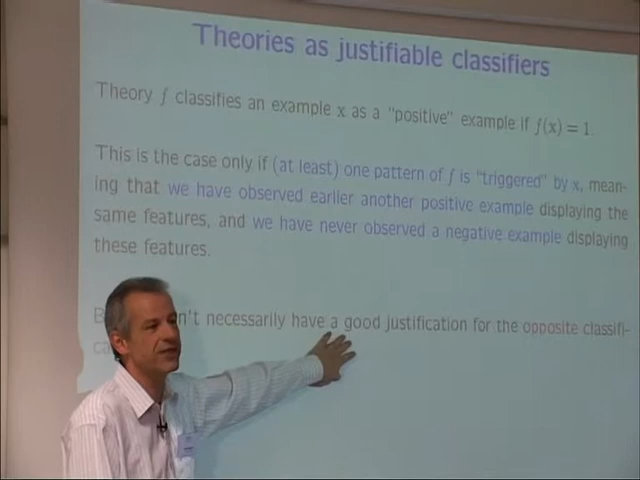 Theories as justifiable classifiers
Theory f classifies an example x as a "positive" example if f(x) = 1.
This is the case only if (at least) one pattern of f is "triggered" by x, mean-
ing that we have observed earlier another positive example displaying the
same features, and we have never observed a negative example displaying
these features.
B n't necessarily have a good justification for the opposite classifi-
ca